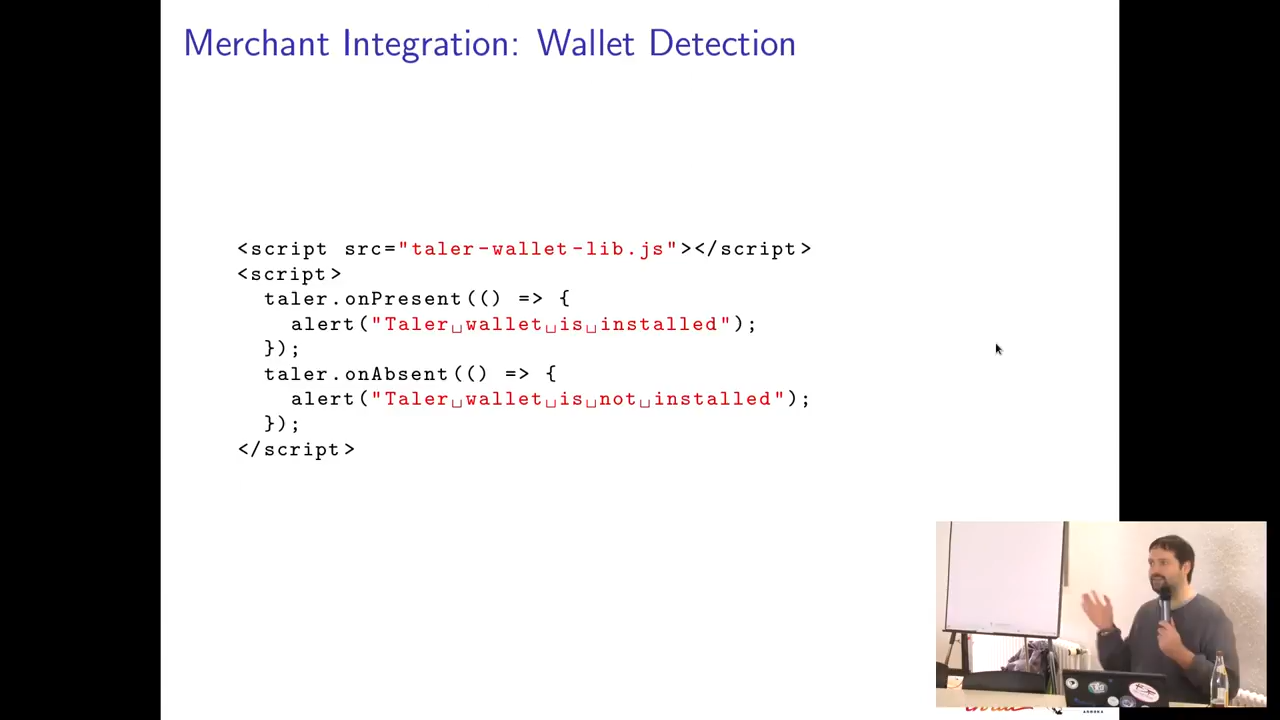 Merchant Integration: Wallet Detection
<script src="taler-wallet-lib.js"></script>
<script>
taler.onPresent(() => {
alert("Taler␣wallet␣is␣installed");
});
taler.onAbsent(() => {
alert("Taler␣wallet␣is␣not␣installed");
});
</script>